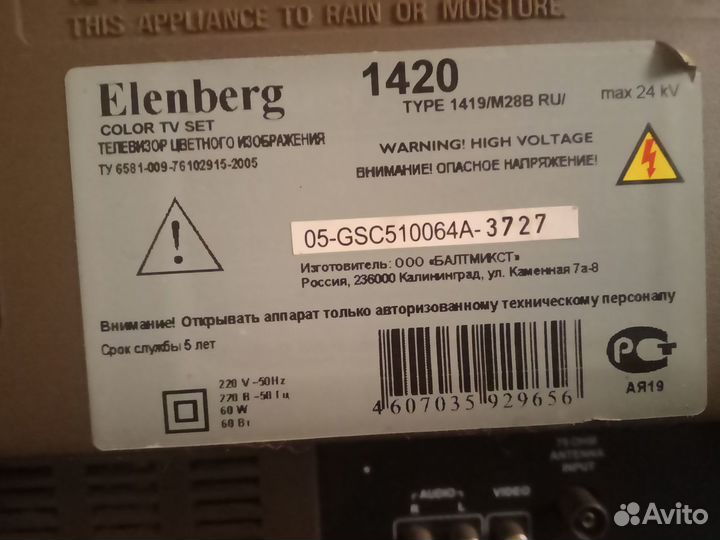 THIS APPLIANCE TO RAIN OR MOISTURE
Elenberg
COLOR TV SET
ТЕЛЕВИЗОР ЦВЕТНОГО ИЗОБРАЖЕНИЯ
ТУ 6581-009-76102915-2005
1420
TYPE 1419/M28B RU/
max 24 kV
WARNING! HIGH VOLTAGE
ВНИМАНИЕ! ОПАСНОЕ НАПРЯЖЕНИЕ!
05-GSC510064A-3727
Изготовитель: ООО «БАЛТМИКСТ»
Россия, 236000 Калининград, ул. Каменная 7а-8
Внимание! Открывать аппарат только авторизованному техническому персоналу
Срок службы 5 лет
220 V ~50Hz
220 В ~50 Гц
60 W
60 Вт
4 607035 929656
РСТ
АЯ19
75 OHM
ANTENNA
INPUT
AUDIO
R L
VIDEO
Avito